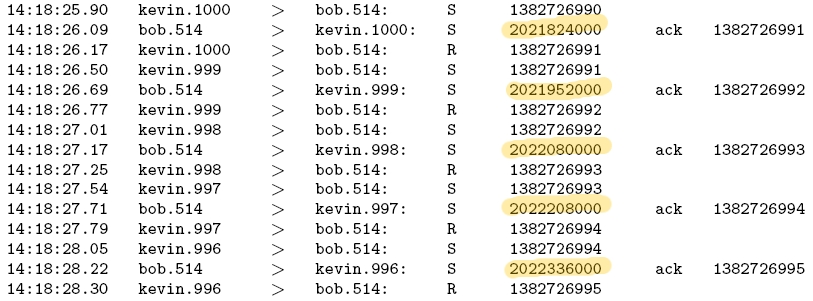 14:18:25.90 kevin.1000 > bob.514: S 1382726990
14:18:26.09 bob.514 > kevin.1000: S 2021824000 ack 1382726991
14:18:26.17 kevin.1000 > bob.514: R 1382726991
14:18:26.50 kevin.999 > bob.514: S 1382726991
14:18:26.69 bob.514 > kevin.999: S 2021952000 ack 1382726992
14:18:26.77 kevin.999 > bob.514: R 1382726992
14:18:27.01 kevin.998 > bob.514: S 1382726992
14:18:27.17 bob.514 > kevin.998: S 2022080000 ack 1382726993
14:18:27.25 kevin.998 > bob.514: R 1382726993
14:18:27.54 kevin.997 > bob.514: S 1382726993
14:18:27.71 bob.514 > kevin.997: S 2022208000 ack 1382726994
14:18:27.79 kevin.997 > bob.514: R 1382726994
14:18:28.05 kevin.996 > bob.514: S 1382726994
14:18:28.22 bob.514 > kevin.996: S 2022336000 ack 1382726995
14:18:28.30 kevin.996 > bob.514: R 1382726995